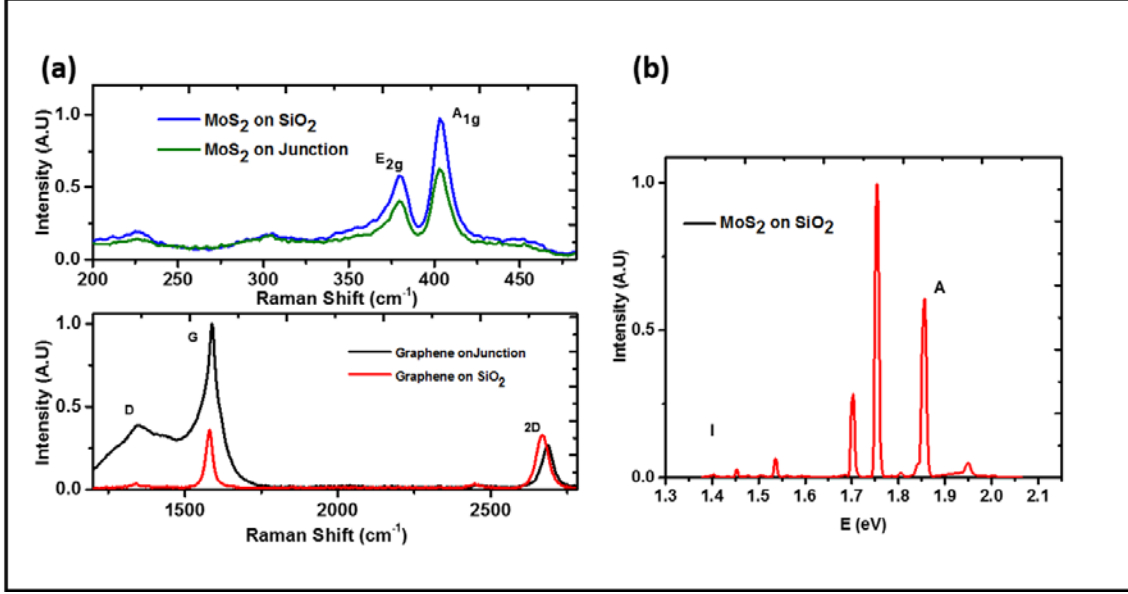 (a)
Intensity (A.U)
1.0
0.5
0.0
MoS2 on SiO2
MoS2 on Junction
E2g
A1g
200 250 300 350 400 450
Raman Shift (cm-1)
Intensity (A.U)
1.0
0.5
0.0
D
G
2D
Graphene onJunction
Graphene on SiO2
1500 2000 2500
Raman Shift (cm-1)
(b)
Intensity (A.U)
1.0
0.5
0.0
MoS2 on SiO2
A
I
1.3 1.4 1.5 1.6 1.7 1.8 1.9 2.0 2.1
E (eV)